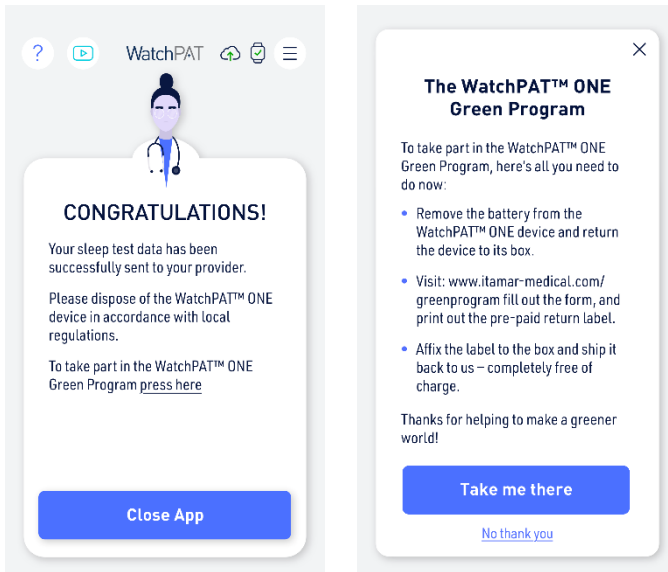 ?
WatchPAT
CONGRATULATIONS!
Your sleep test data has been
successfully sent to your provider.
Please dispose of the WatchPAT™ ONE
device in accordance with local
regulations.
To take part in the WatchPAT™ ONE
Green Program press here
Close App
The WatchPAT™ ONE
Green Program
To take part in the WatchPAT™ ONE
Green Program, here's all you need to
do now:
• Remove the battery from the
WatchPAT™ ONE device and return
the device to its box.
• Visit: www.itamar-medical.com/
greenprogram fill out the form, and
print out the pre-paid return label.
• Affix the label to the box and ship it
back to us – completely free of
charge.
Thanks for helping to make a greener
world!
Take me there
No thank you